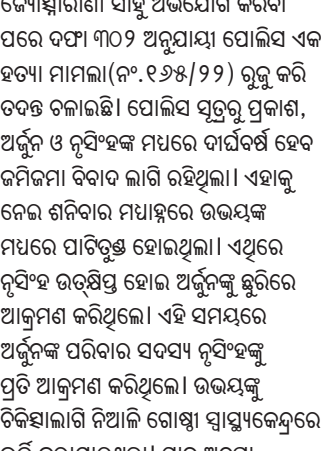 ଜ୍ୟୋତ୍ସ୍ନାରାଣୀ ସାହୁ ଅଭିଯୋଗ କରିବା
ପରେ ଦଫା ୩୦୨ ଅନୁଯାୟୀ ପୋଲିସ ଏକ
ହତ୍ୟା ମାମଲା(ନଂ.୧୬୫/୨୨) ରୁଜୁ କରି
ତଦନ୍ତ ଚଳାଇଛି। ପୋଲିସ ସୂତ୍ରରୁ ପ୍ରକାଶ,
ଅର୍ଜୁନ ଓ ନୃସିଂହଙ୍କ ମଧ୍ୟରେ ଦୀର୍ଘବର୍ଷ ହେବ
ଜମିଜମା ବିବାଦ ଲାଗି ରହିଥିଲା। ଏହାକୁ
ନେଇ ଶନିବାର ମଧ୍ୟାହ୍ନରେ ଉଭୟଙ୍କ
ମଧ୍ୟରେ ପାଟିତୁଣ୍ଡ ହୋଇଥିଲା। ଏଥିରେ
ନୃସିଂହ ଉତ୍‌କ୍ଷିପ୍ତ ହୋଇ ଅର୍ଜୁନଙ୍କୁ ଛୁରିରେ
ଆକ୍ରମଣ କରିଥିଲେ। ଏହି ସମୟରେ
ଅର୍ଜୁନଙ୍କ ପରିବାର ସଦସ୍ୟ ନୃସିଂହଙ୍କୁ
ପ୍ରତି ଆକ୍ରମଣ କରିଥିଲେ। ଉଭୟଙ୍କୁ
ଚିକିତ୍ସାଲାଗି ନିଆଳି ଗୋଷ୍ଠୀ ସ୍ୱାସ୍ଥ୍ୟକେନ୍ଦ୍ରରେ